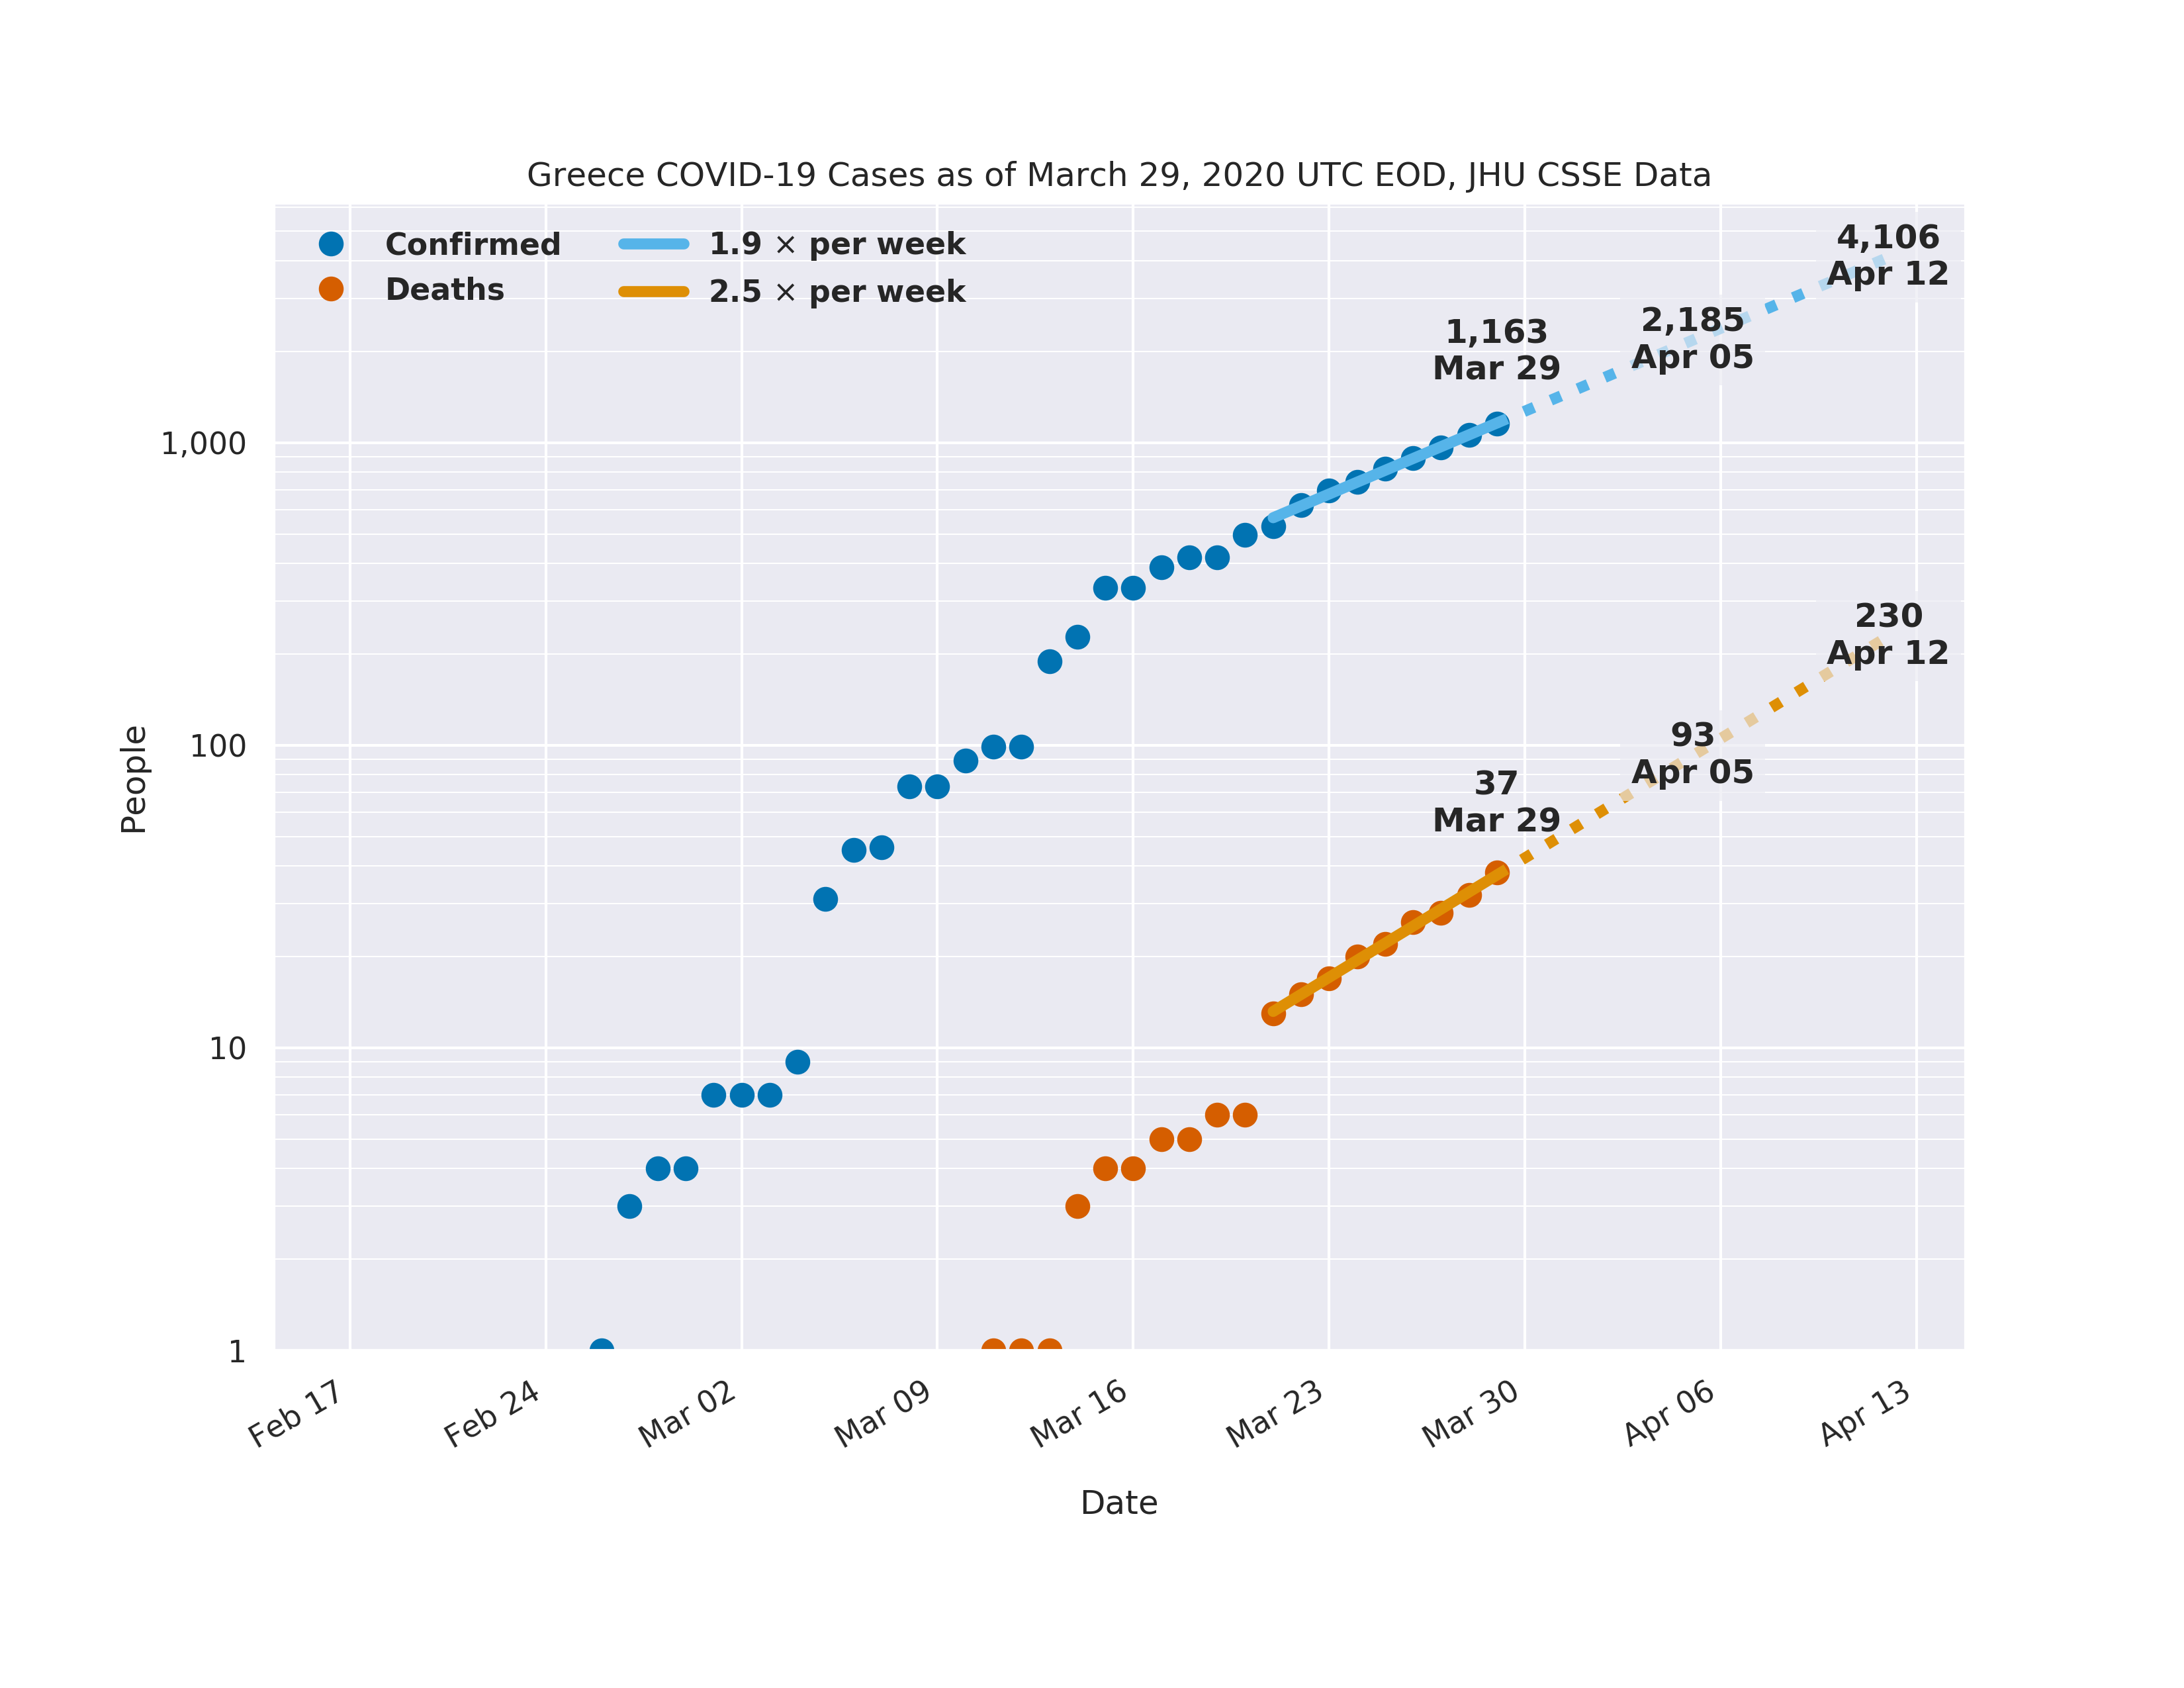 Greece COVID-19 Cases as of March 29, 2020 UTC EOD, JHU CSSE Data
Confirmed
Deaths
1.9 × per week
2.5 × per week
4,106
Apr 12
2,185
Apr 05
1,163
Mar 29
230
Apr 12
93
Apr 05
37
Mar 29
People
1,000
100
10
1
Feb 17
Feb 24
Mar 02
Mar 09
Mar 16
Mar 23
Mar 30
Apr 06
Apr 13
Date